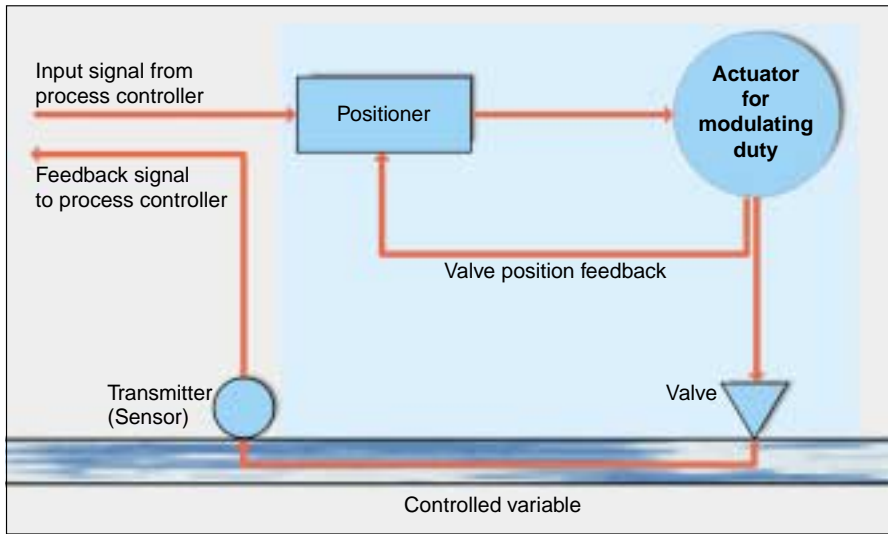 Input signal from
process controller
Positioner
Actuator
for
modulating
duty
Feedback signal
to process controller
Valve position feedback
Transmitter
(Sensor)
Valve
Controlled variable